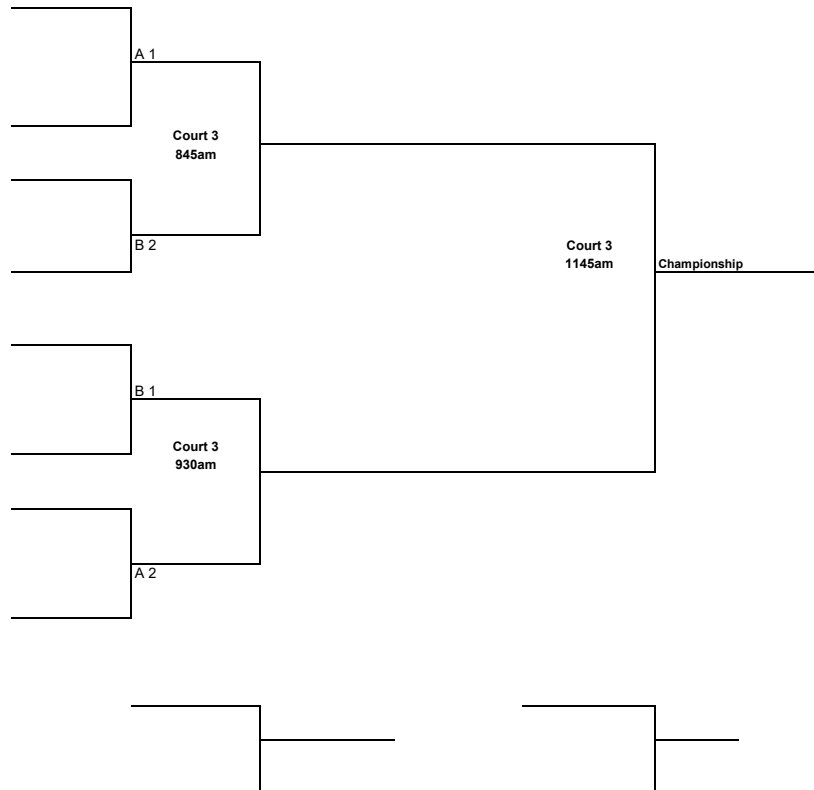 A 1
Court 3
845am
B 2
Court 3
1145am
Championship
B 1
Court 3
930am
A 2